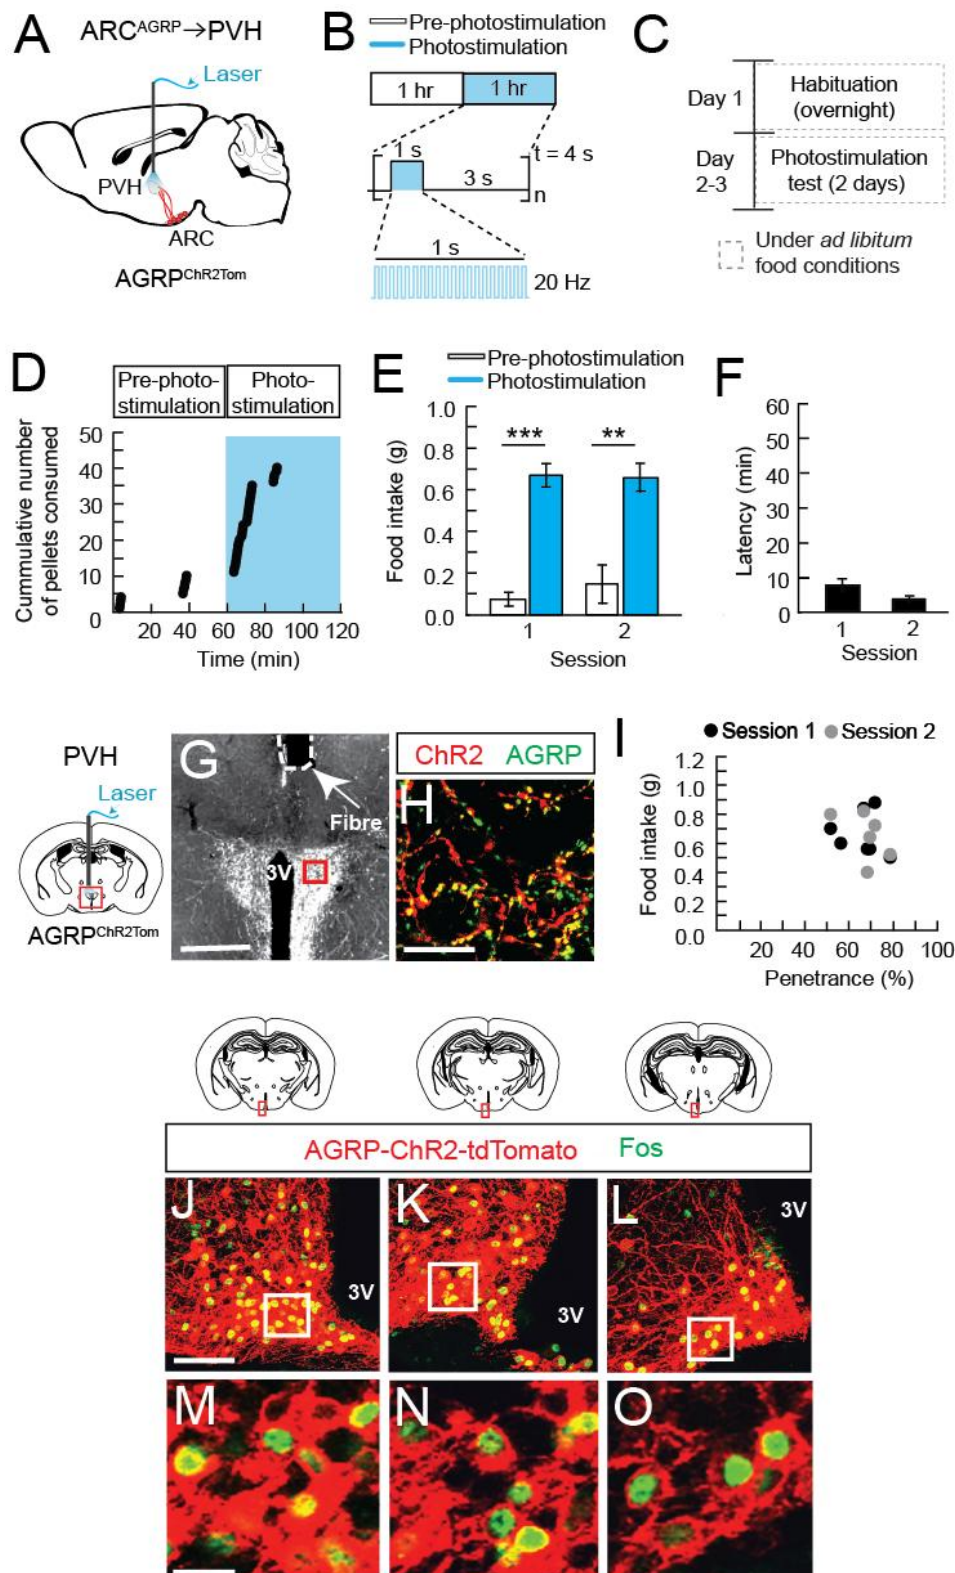 A
ARC^AGRP→PVH
Laser
PVH
ARC
AGRP^ChR2Tom
B
Pre-photostimulation
Photostimulation
1 hr
1 hr
1 s
t = 4 s
3 s
n
1 s
20 Hz
C
Day 1
Habituation
(overnight)
Day
2-3
Photostimulation
test (2 days)
Under ad libitum
food conditions
D
Pre-photo-
stimulation
Photo-
stimulation
Cummulative number
of pellets consumed
50
40
30
20
10
0
20 40 60 80 100 120
Time (min)
E
Pre-photostimulation
Photostimulation
Food intake (g)
1.0
0.8
0.6
0.4
0.2
0.0
***
**
1 2
Session
F
Latency (min)
60
50
40
30
20
10
0
1 2
Session
PVH
Laser
AGRP^ChR2Tom
G
Fibre
3V
ChR2 AGRP
H
I
Session 1 Session 2
Food intake (g)
1.2
1.0
0.8
0.6
0.4
0.2
0.0
20 40 60 80 100
Penetrance (%)
AGRP-ChR2-tdTomato Fos
J
3V
K
3V
L
3V
M
N
O